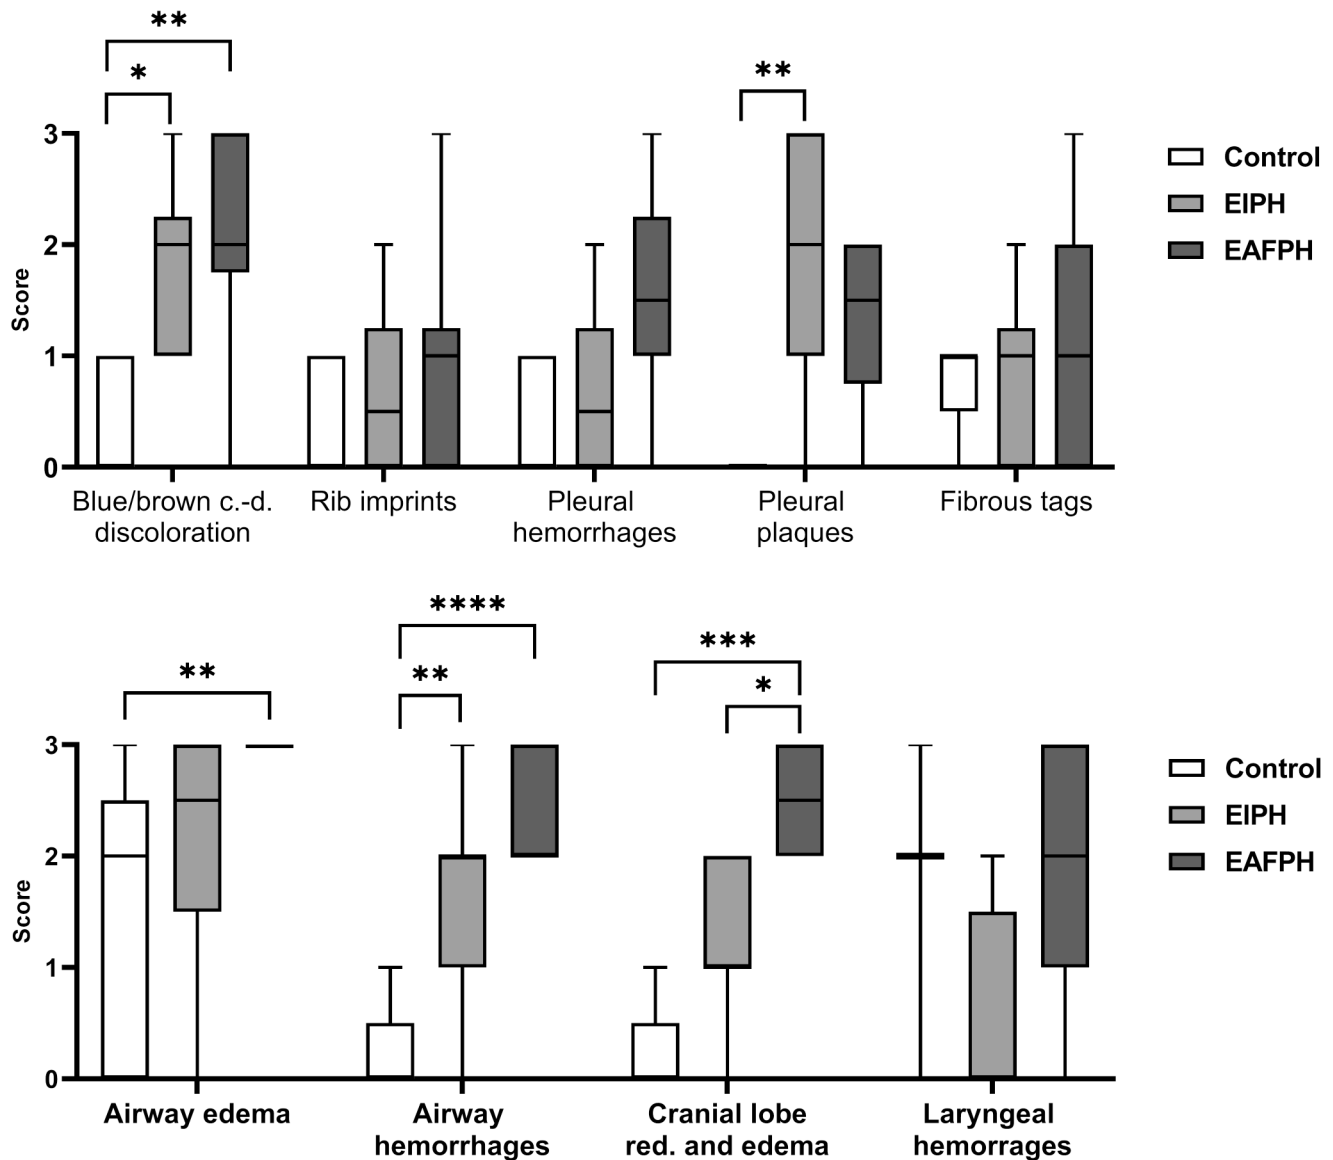 **
*
**
3
2
1
0
Score
Blue/brown c.-d.
discoloration
Rib imprints
Pleural
hemorrhages
Pleural
plaques
Fibrous tags
Control
EIPH
EAFPH
****
***
**
**
*
3
2
1
0
Score
Airway edema
Airway
hemorrhages
Cranial lobe
red. and edema
Laryngeal
hemorrages
Control
EIPH
EAFPH